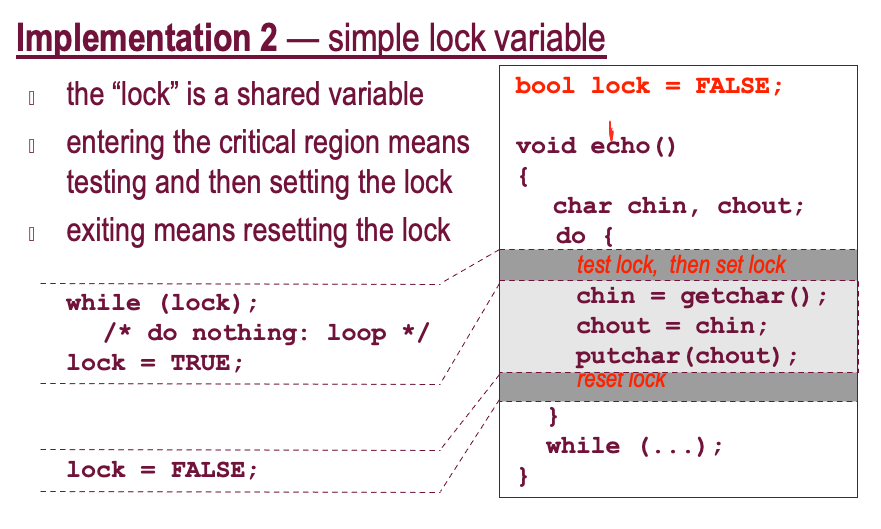 Implementation 2 — simple lock variable
the “lock” is a shared variable
entering the critical region means
testing and then setting the lock
exiting means resetting the lock
while (lock);
/* do nothing: loop */
lock = TRUE;
lock = FALSE;
bool lock = FALSE;
void echo()
{
char chin, chout;
do {
test lock, then set lock
chin = getchar();
chout = chin;
putchar(chout);
reset lock
}
while (...);
}